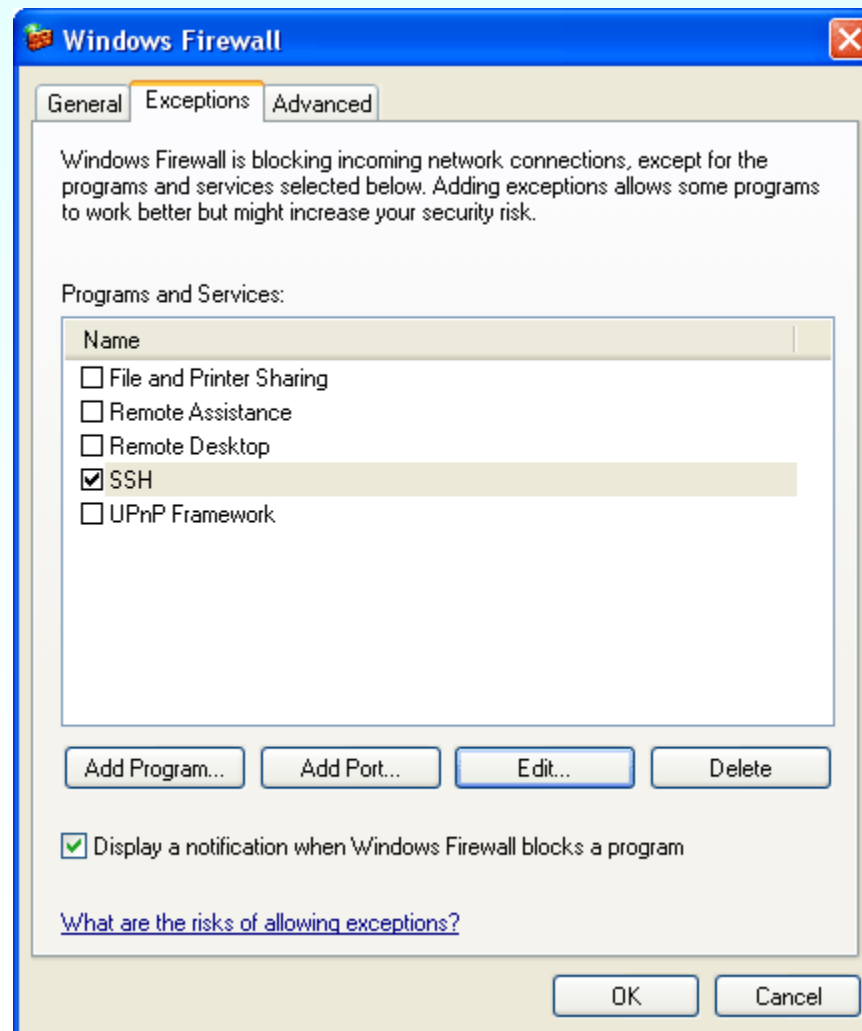 Windows Firewall
General Exceptions Advanced
Windows Firewall is blocking incoming network connections, except for the
programs and services selected below. Adding exceptions allows some programs
to work better but might increase your security risk.
Programs and Services:
Name
File and Printer Sharing
Remote Assistance
Remote Desktop
SSH
UPnP Framework
Add Program... Add Port... Edit... Delete
Display a notification when Windows Firewall blocks a program
What are the risks of allowing exceptions?
OK Cancel